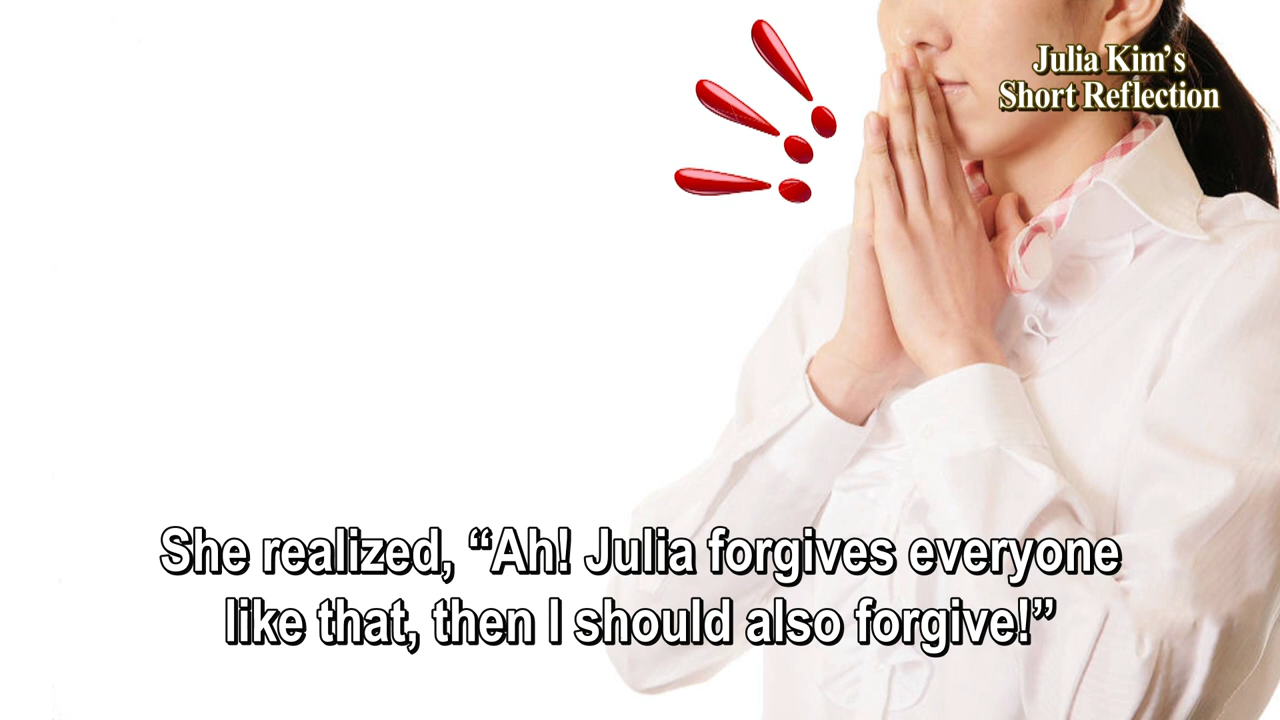 Julia Kim’s
Short Reflection
She realized, “Ah! Julia forgives everyone
like that, then I should also forgive!”